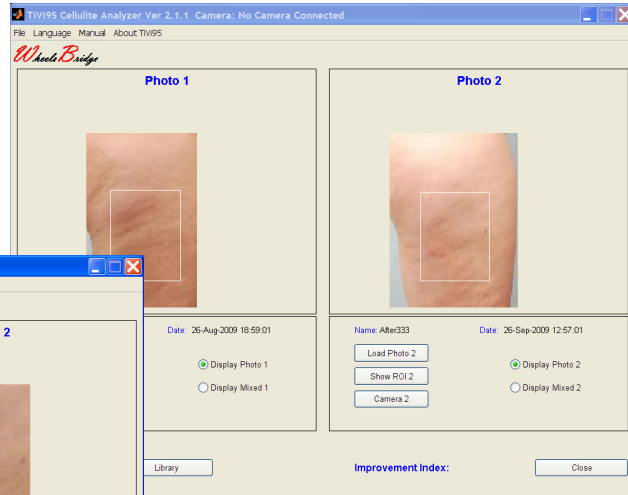 TiVi95 Cellulite Analyzer Ver 2.1.1 Camera: No Camera Connected
File Language Manual About TiVi95
WheelsBridge
Photo 1
Photo 2
2
Date: 26-Aug-2009 18:59:01
Name: After333
Date: 26-Sep-2009 12:57:01
Load Photo 2
Display Photo 1
Display Photo 2
Show ROI 2
Display Mixed 1
Display Mixed 2
Camera 2
Library
Improvement Index:
Close